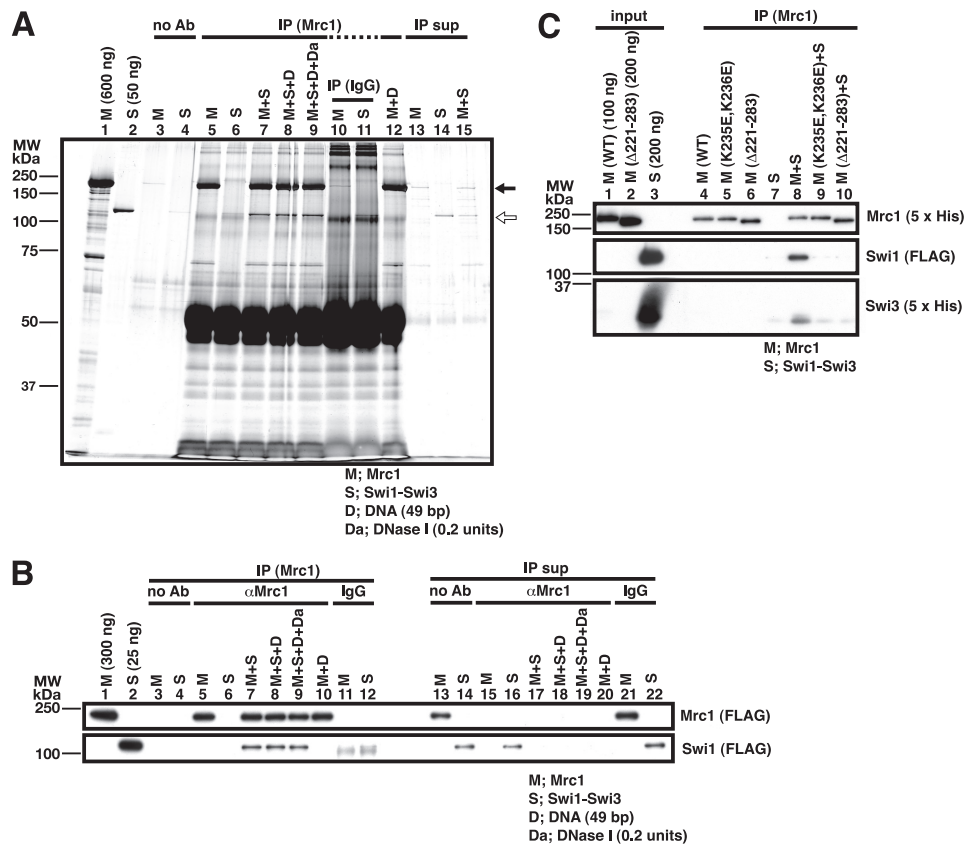 A
no Ab
IP (Mrc1)
IP sup
IP (IgG)
M (600 ng)
S (50 ng)
M
S
M
S
M+S
M+S+D
M+S+D+Da
M
S
M+D
M
S
M+S
1 2 3 4 5 6 7 8 9 10 11 12 13 14 15
MW
kDa
250
150
100
75
50
37
M; Mrc1
S; Swi1-Swi3
D; DNA (49 bp)
Da; DNase I (0.2 units)
C
input
IP (Mrc1)
M (WT) (100 ng)
M (Δ221-283) (200 ng)
S (200 ng)
M (WT)
M (K235E,K236E)
M (Δ221-283)
S
M+S
M (K235E,K236E)+S
M (Δ221-283)+S
MW
kDa
1 2 3 4 5 6 7 8 9 10
250
150
Mrc1 (5 x His)
Swi1 (FLAG)
100
37
Swi3 (5 x His)
M; Mrc1
S; Swi1-Swi3
B
IP (Mrc1)
IP sup
no Ab
αMrc1
IgG
no Ab
αMrc1
IgG
M (300 ng)
S (25 ng)
M
S
M
S
M+S
M+S+D
M+S+D+Da
M+D
M
S
M
S
M
S
M+S
M+S+D
M+S+D+Da
M+D
M
S
MW
kDa
1 2 3 4 5 6 7 8 9 10 11 12 13 14 15 16 17 18 19 20 21 22
250
Mrc1 (FLAG)
100
Swi1 (FLAG)
M; Mrc1
S; Swi1-Swi3
D; DNA (49 bp)
Da; DNase I (0.2 units)